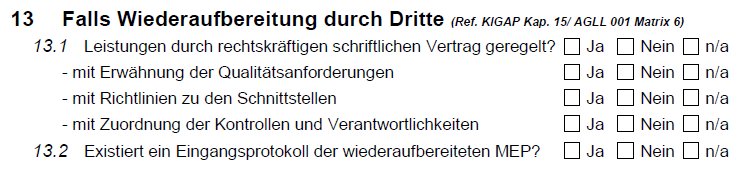 13 Falls Wiederaufbereitung durch Dritte (Ref. KIGAP Kap. 15/ AGLL 001 Matrix 6)
13.1 Leistungen durch rechtskräftigen schriftlichen Vertrag geregelt? ☐ Ja ☐ Nein ☐ n/a
- mit Erwähnung der Qualitätsanforderungen ☐ Ja ☐ Nein ☐ n/a
- mit Richtlinien zu den Schnittstellen ☐ Ja ☐ Nein ☐ n/a
- mit Zuordnung der Kontrollen und Verantwortlichkeiten ☐ Ja ☐ Nein ☐ n/a
13.2 Existiert ein Eingangsprotokoll der wiederaufbereiteten MEP? ☐ Ja ☐ Nein ☐ n/a